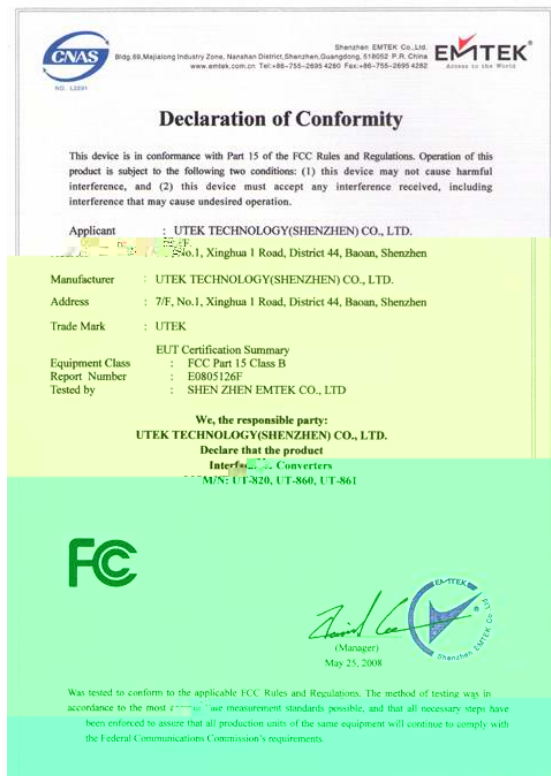 CNAS
NO. L2291
Shenzhen EMTEK Co.,Ltd.
Bldg.69,Majialong Industry Zone, Nanshan District,Shenzhen,Guangdong, 518052 P.R. China
www.emtek.com.cn Tel:+86-755-2695 4280 Fax:+86-755-2695 4282
EMTEK®
Access to the World
Declaration of Conformity
This device is in conformance with Part 15 of the FCC Rules and Regulations. Operation of this
product is subject to the following two conditions: (1) this device may not cause harmful
interference, and (2) this device must accept any interference received, including
interference that may cause undesired operation.
Applicant : UTEK TECHNOLOGY(SHENZHEN) CO., LTD.
No.1, Xinghua 1 Road, District 44, Baoan, Shenzhen
Manufacturer : UTEK TECHNOLOGY(SHENZHEN) CO., LTD.
Address : 7/F, No.1, Xinghua 1 Road, District 44, Baoan, Shenzhen
Trade Mark : UTEK
EUT Certification Summary
Equipment Class : FCC Part 15 Class B
Report Number : E0805126F
Tested by : SHEN ZHEN EMTEK CO., LTD
We, the responsible party:
UTEK TECHNOLOGY(SHENZHEN) CO., LTD.
Declare that the product
Converters
M/N: UT-820, UT-860, UT-861
FC
EMTEK
Shenzhen EMTEK Co., Ltd
(Manager)
May 25, 2008
Was tested to conform to the applicable FCC Rules and Regulations. The method of testing was in
accordance to the most measurement standards possible, and that all necessary steps have
been enforced to assure that all production units of the same equipment will continue to comply with
the Federal Communications Commission's requirements.